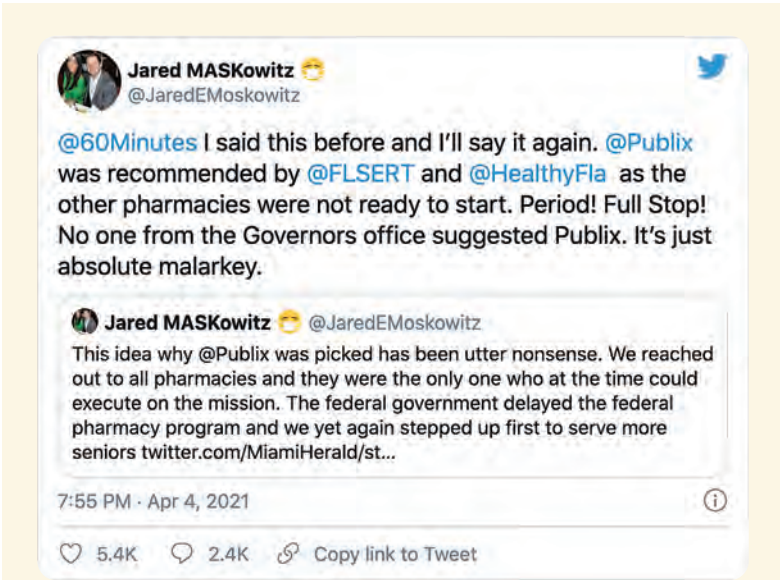 Jared MASKowitz 😷
@JaredEMoskowitz
@60Minutes I said this before and I'll say it again. @Publix
was recommended by @FLSERT and @HealthyFla as the
other pharmacies were not ready to start. Period! Full Stop!
No one from the Governors office suggested Publix. It's just
absolute malarkey.
Jared MASKowitz 😷 @JaredEMoskowitz
This idea why @Publix was picked has been utter nonsense. We reached
out to all pharmacies and they were the only one who at the time could
execute on the mission. The federal government delayed the federal
pharmacy program and we yet again stepped up first to serve more
seniors twitter.com/MiamiHerald/st...
7:55 PM · Apr 4, 2021
5.4K 2.4K Copy link to Tweet